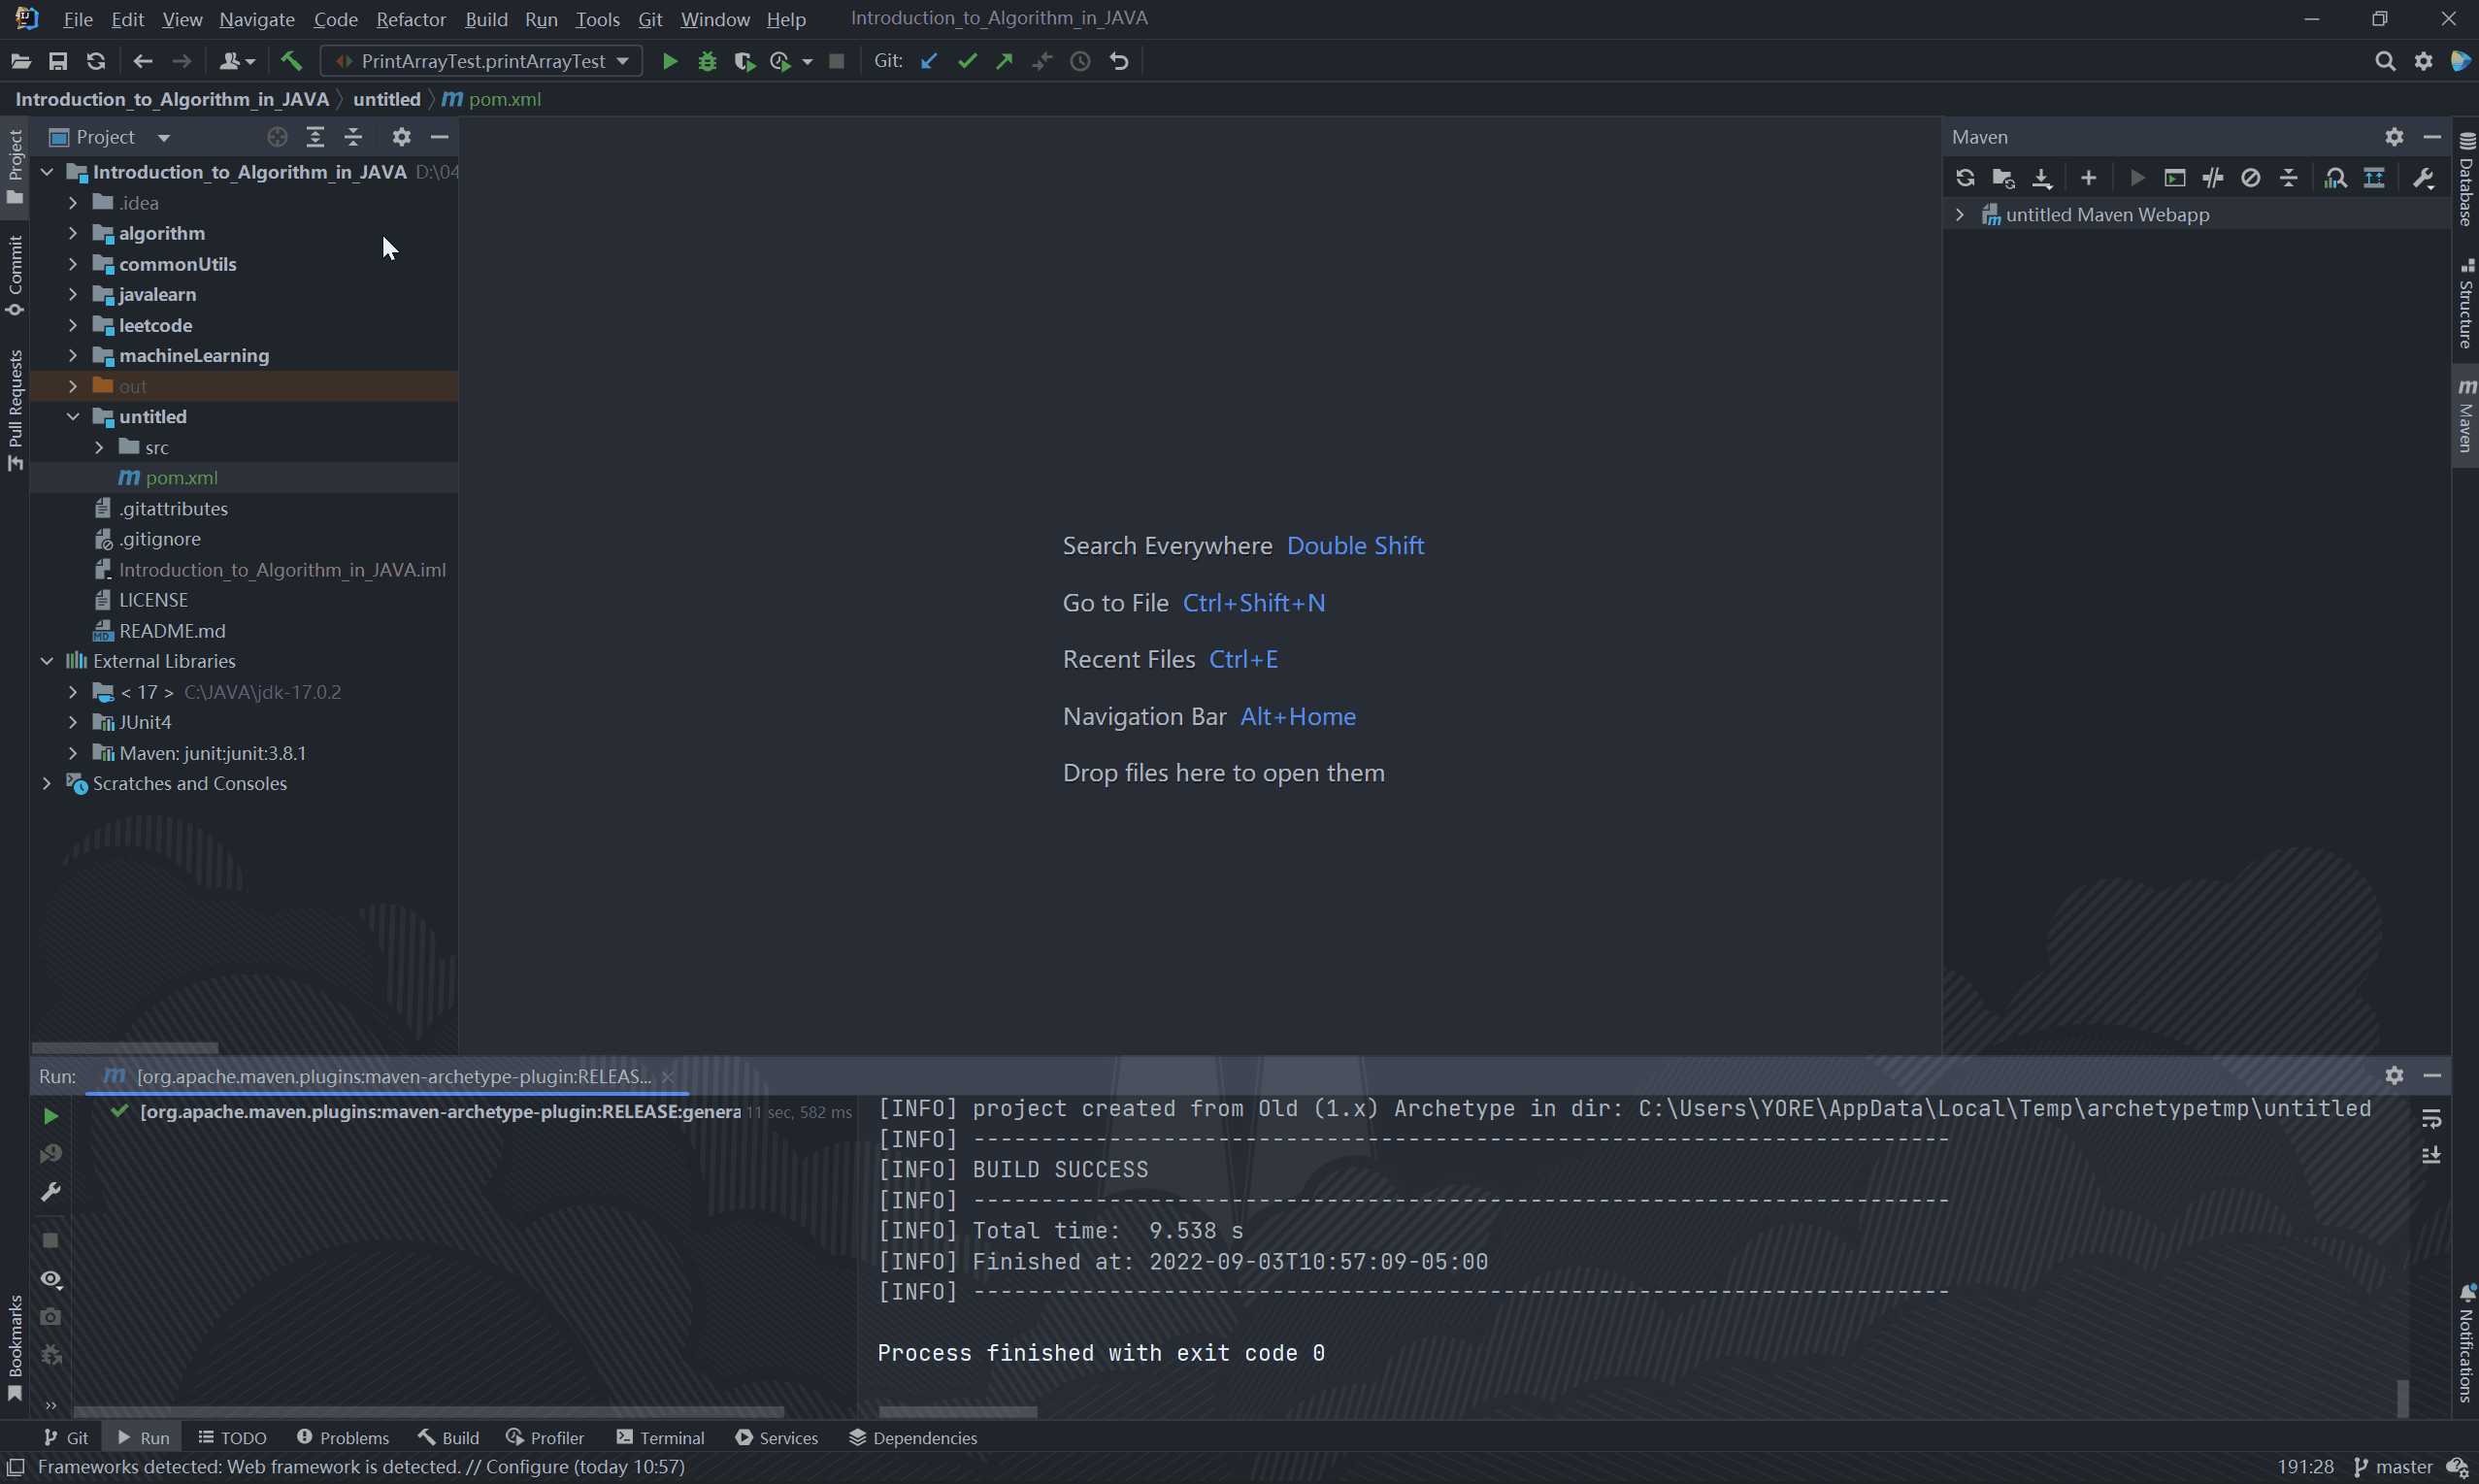 File Edit View Navigate Code Refactor Build Run Tools Git Window Help Introduction_to_Algorithm_in_JAVA
PrintArrayTest.printArrayTest Git:
Introduction_to_Algorithm_in_JAVA untitled pom.xml
Project
Commit
Pull Requests
Bookmarks
Project
Introduction_to_Algorithm_in_JAVA D:\04
.idea
algorithm
commonUtils
javalearn
leetcode
machineLearning
out
untitled
src
pom.xml
.gitattributes
.gitignore
Introduction_to_Algorithm_in_JAVA.iml
LICENSE
README.md
External Libraries
< 17 > C:\JAVA\jdk-17.0.2
JUnit4
Maven: junit:junit:3.8.1
Scratches and Consoles
Search Everywhere Double Shift
Go to File Ctrl+Shift+N
Recent Files Ctrl+E
Navigation Bar Alt+Home
Drop files here to open them
Maven
untitled Maven Webapp
Database
Structure
Maven
Notifications
Run: [org.apache.maven.plugins:maven-archetype-plugin:RELEAS...
[org.apache.maven.plugins:maven-archetype-plugin:RELEASE:genera 11 sec, 582 ms
[INFO] project created from Old (1.x) Archetype in dir: C:\Users\YORE\AppData\Local\Temp\archetypetmp\untitled
[INFO] ------------------------------------------------------------------------
[INFO] BUILD SUCCESS
[INFO] ------------------------------------------------------------------------
[INFO] Total time:  9.538 s
[INFO] Finished at: 2022-09-03T10:57:09-05:00
[INFO] ------------------------------------------------------------------------
Process finished with exit code 0
Git Run TODO Problems Build Profiler Terminal Services Dependencies
Frameworks detected: Web framework is detected. // Configure (today 10:57) 191:28 master